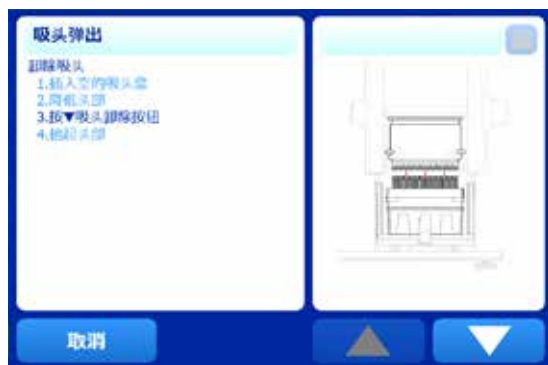 吸头弹出
卸除吸头
1.插入空的吸头盒
2.降低头部
3.按▼吸头卸除按钮
4.抬起头部
取消